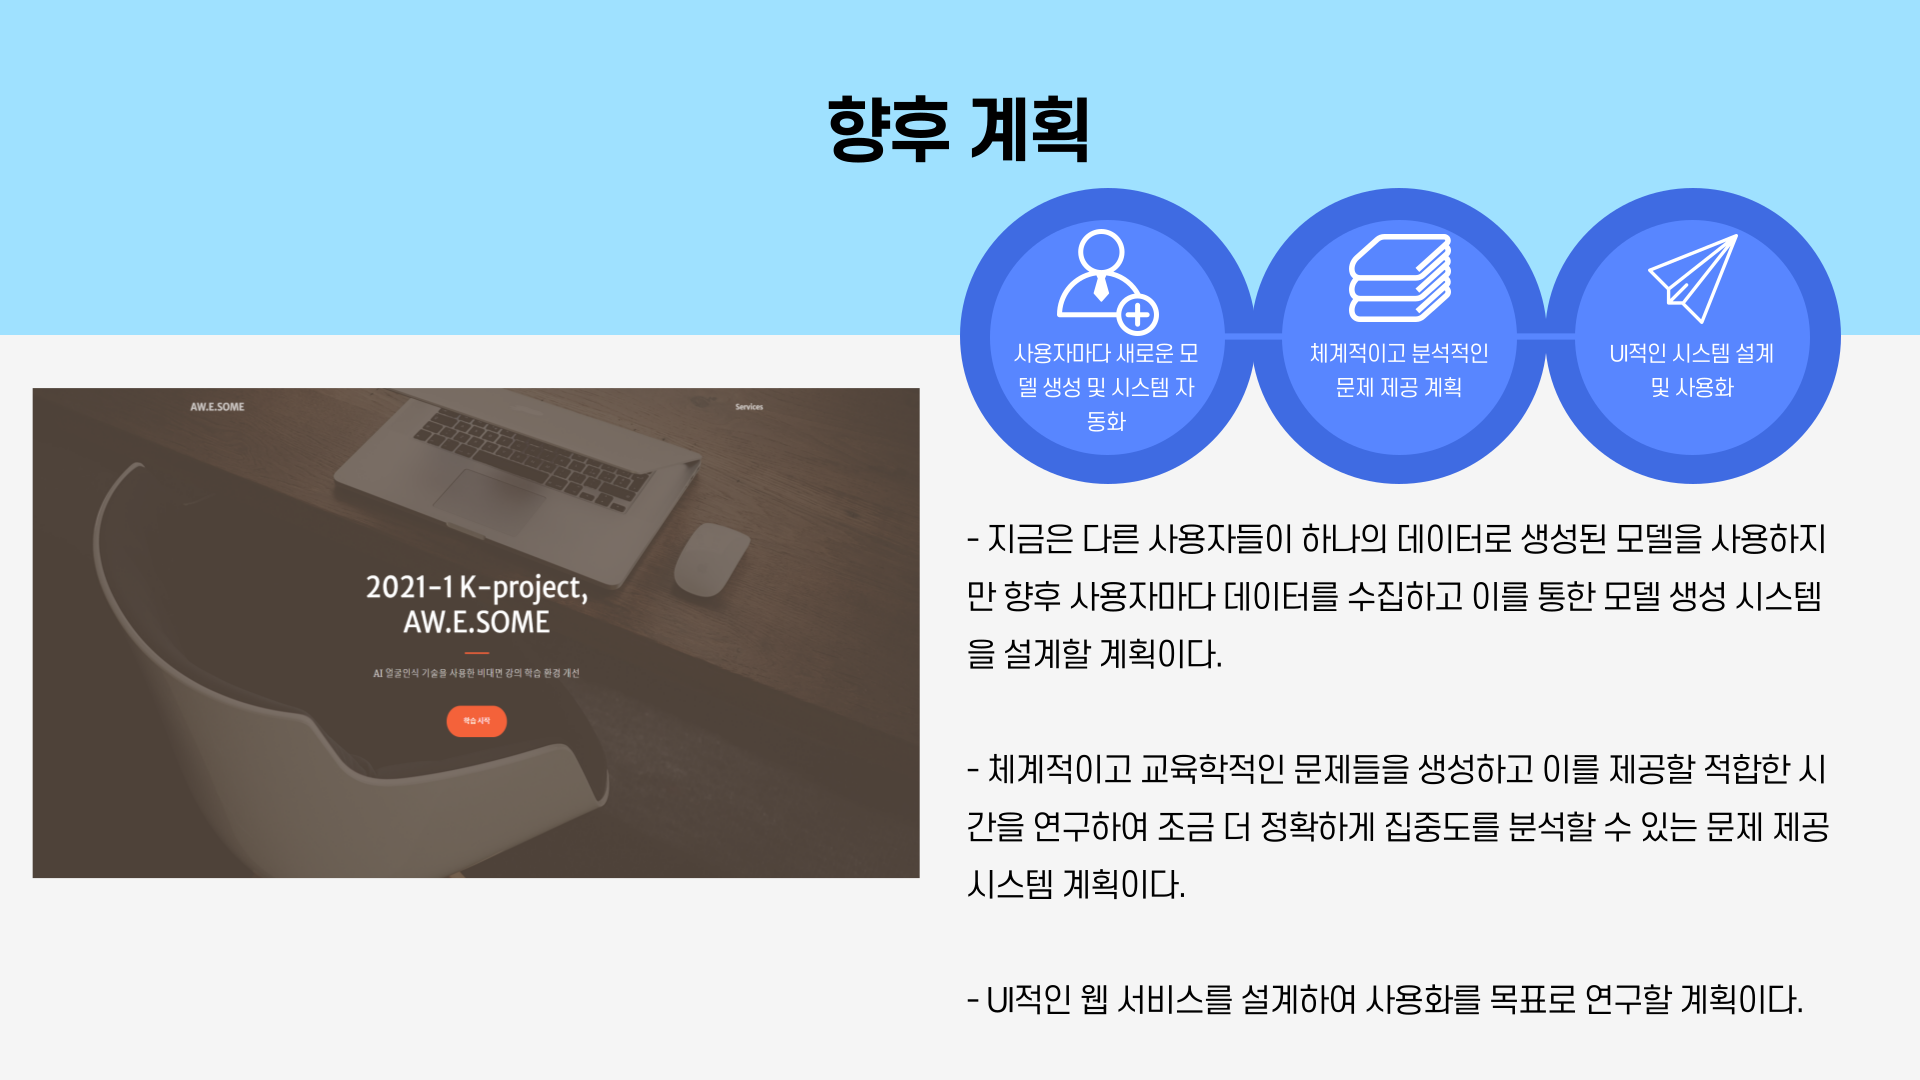 향후 계획
사용자마다 새로운 모
델 생성 및 시스템 자
동화
체계적이고 분석적인
문제 제공 계획
UI적인 시스템 설계
및 사용화
AW.E.SOME
Services
2021-1 K-project,
AW.E.SOME
AI 얼굴인식 기술을 사용한 비대면 강의 학습 환경 개선
학습 시작
- 지금은 다른 사용자들이 하나의 데이터로 생성된 모델을 사용하지
만 향후 사용자마다 데이터를 수집하고 이를 통한 모델 생성 시스템
을 설계할 계획이다.
- 체계적이고 교육학적인 문제들을 생성하고 이를 제공할 적합한 시
간을 연구하여 조금 더 정확하게 집중도를 분석할 수 있는 문제 제공
시스템 계획이다.
- UI적인 웹 서비스를 설계하여 사용화를 목표로 연구할 계획이다.